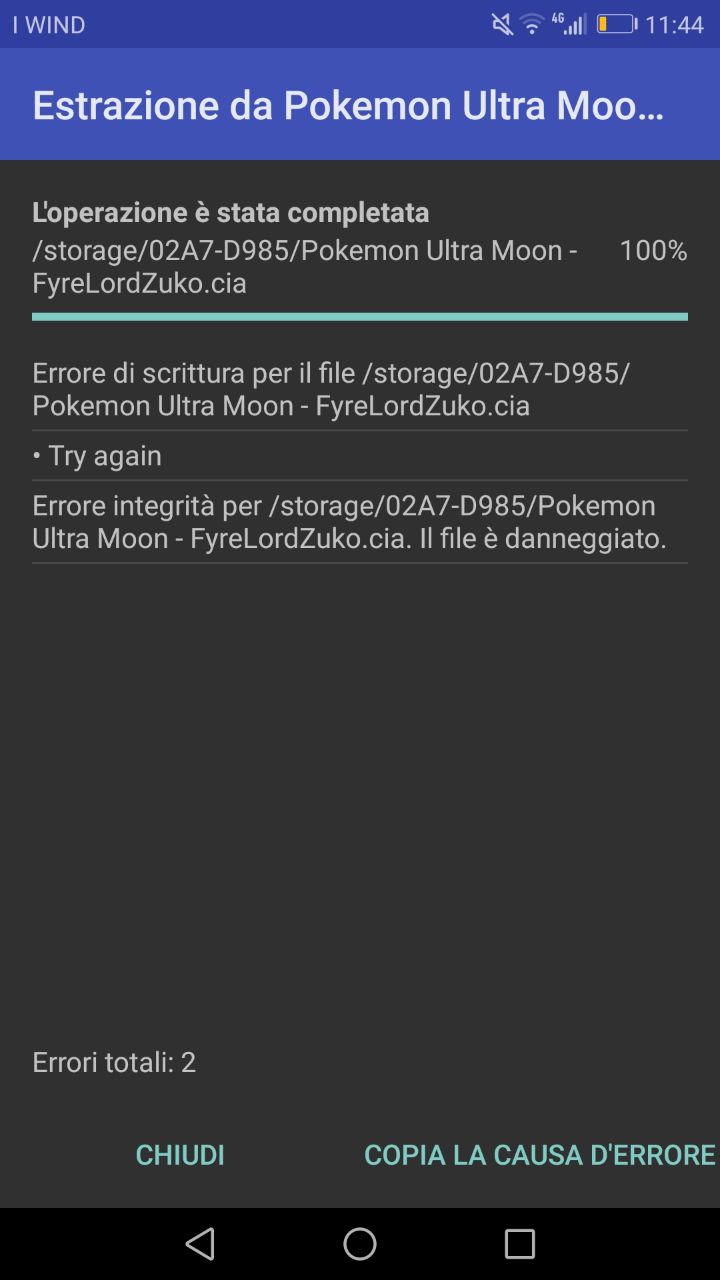 I WIND
4G
11:44
Estrazione da Pokemon Ultra Moo...
L'operazione è stata completata
/storage/02A7-D985/Pokemon Ultra Moon - 100%
FyreLordZuko.cia
Errore di scrittura per il file /storage/02A7-D985/
Pokemon Ultra Moon - FyreLordZuko.cia
• Try again
Errore integrità per /storage/02A7-D985/Pokemon
Ultra Moon - FyreLordZuko.cia. Il file è danneggiato.
Errori totali: 2
CHIUDI
COPIA LA CAUSA D'ERRORE